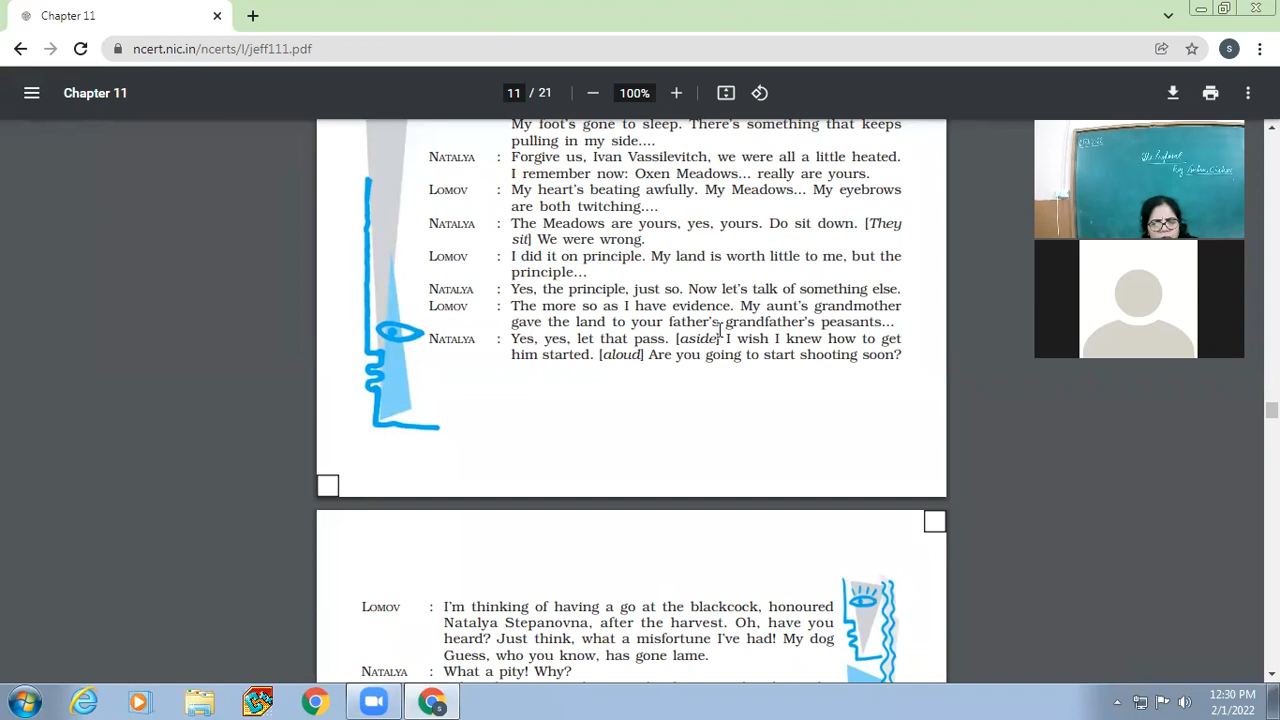 Chapter 11
ncert.nic.in/ncerts/l/jeff111.pdf
S
Chapter 11
11 / 21
100%
My foot's gone to sleep. There's something that keeps
pulling in my side....
NATALYA : Forgive us, Ivan Vassilevitch, we were all a little heated.
I remember now: Oxen Meadows... really are yours.
LOMOV : My heart's beating awfully. My Meadows... My eyebrows
are both twitching....
NATALYA : The Meadows are yours, yes, yours. Do sit down. [They
sit] We were wrong.
LOMOV : I did it on principle. My land is worth little to me, but the
principle...
NATALYA : Yes, the principle, just so. Now let's talk of something else.
LOMOV : The more so as I have evidence. My aunt's grandmother
gave the land to your father's grandfather's peasants...
NATALYA : Yes, yes, let that pass. [aside] I wish I knew how to get
him started. [aloud] Are you going to start shooting soon?
LOMOV : I'm thinking of having a go at the blackcock, honoured
Natalya Stepanovna, after the harvest. Oh, have you
heard? Just think, what a misfortune I've had! My dog
Guess, who you know, has gone lame.
NATALYA : What a pity! Why?
The Proposal
By
12:30 PM
2/1/2022